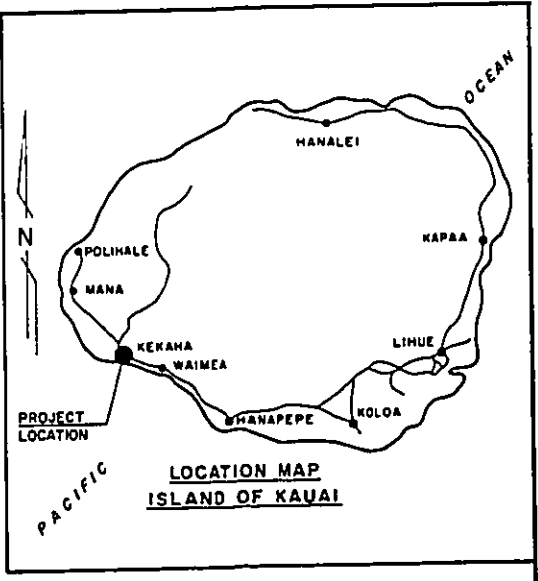 OCEAN
HANALEI
N
KAPAA
POLIHALE
MANA
LIHUE
KEKAHA
WAIMEA
PROJECT
LOCATION
HANAPEPE
KOLOA
LOCATION MAP
ISLAND OF KAUAI
PACIFIC